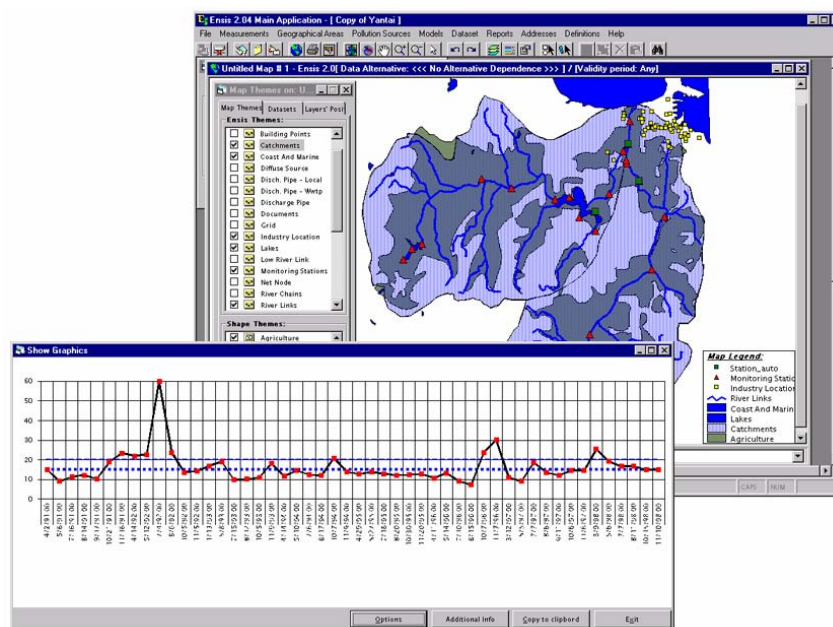 Ensis 2.04 Main Application - [ Copy of Yantai ]
File Measurements Geographical Areas Pollution Sources Models Dataset Reports Addresses Definitions Help
Untitled Map # 1 - Ensis 2.0[ Data Alternative: <<< No Alternative Dependence >>> ] / [Validity period: Any]
Map Themes on: U...
Map Themes Datasets Layers' Posi
Ensis Themes:
Building Points
Catchments
Coast And Marine
Diffuse Source
Disch. Pipe - Local
Disch. Pipe - Wwtp
Discharge Pipe
Documents
Grid
Industry Location
Lakes
Low River Link
Monitoring Stations
Net Node
River Chains
River Links
Shape Themes:
Agriculture
Map Legend:
Station_auto
Monitoring Statio
Industry Location
River Links
Coast And Marin
Lakes
Catchments
Agriculture
CAPS NUM
Show Graphics
60
50
40
30
20
10
0
Options Additional Info Copy to clipbord Exit